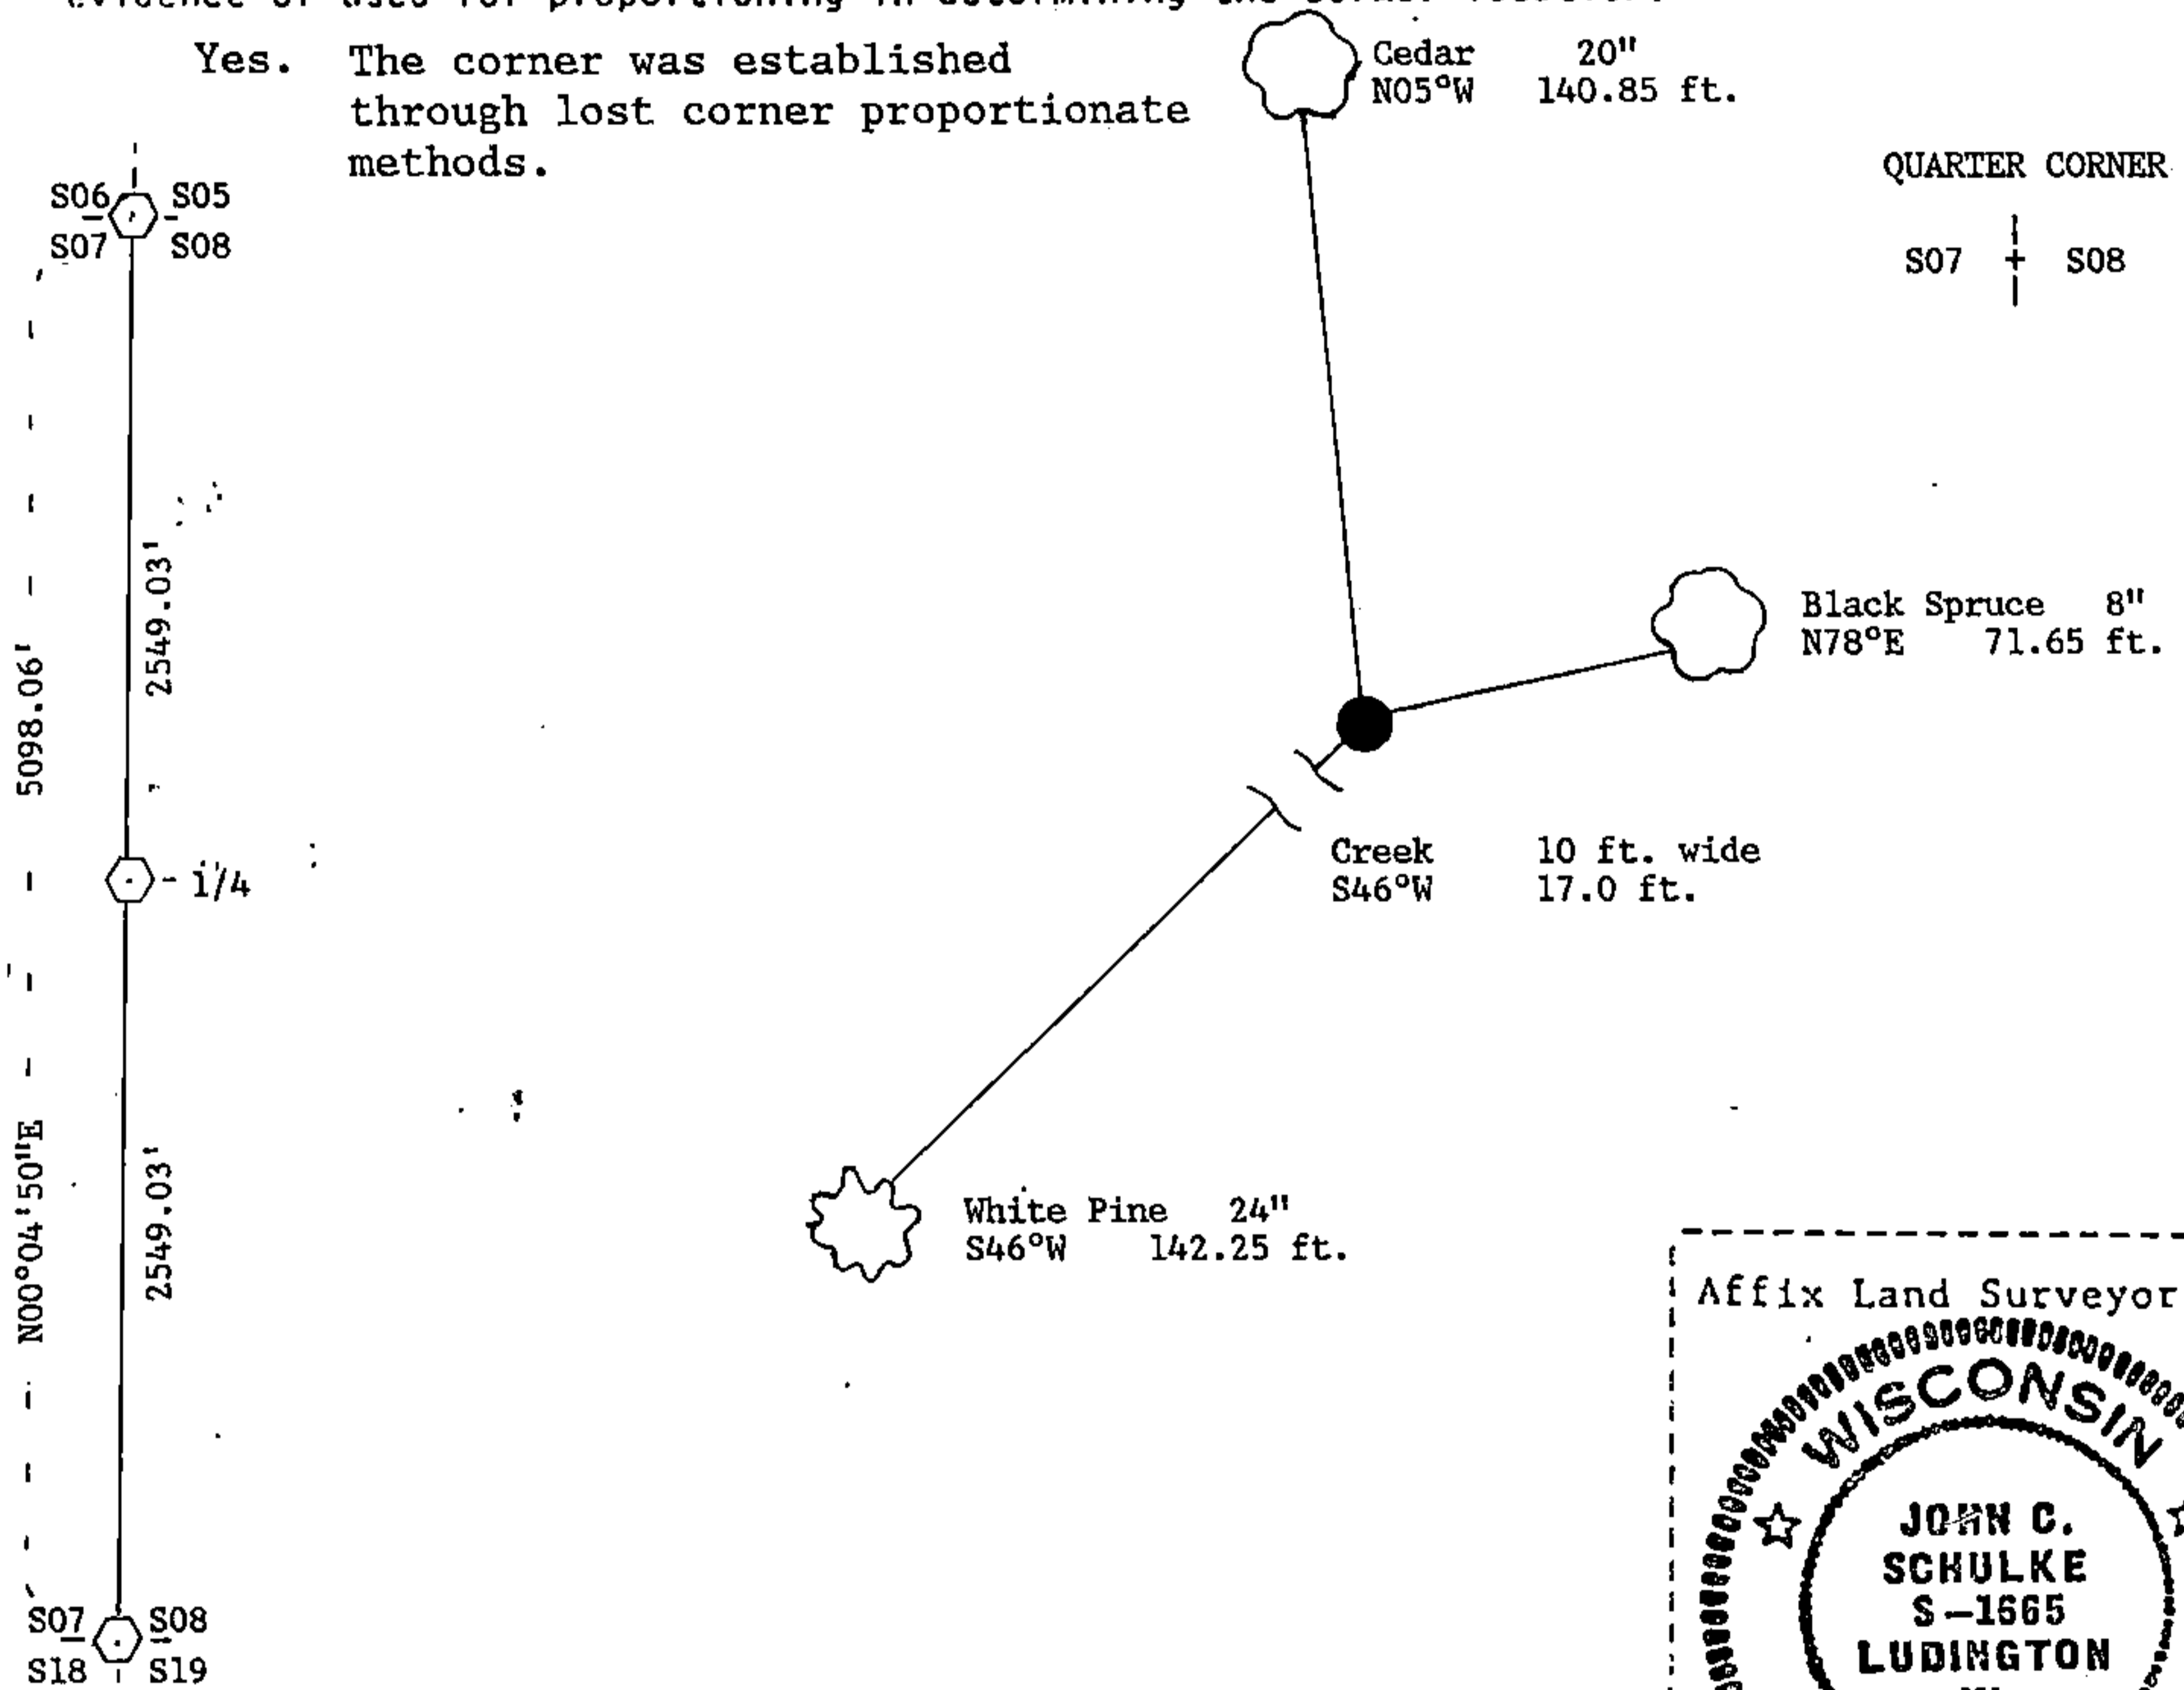 Yes. The corner was established
through lost corner proportionate
methods.
Cedar 20"
N05°W 140.85 ft.
QUARTER CORNER
S07 S08
S06 S05
S07 S08
2549.03'
5098.06'
Black Spruce 8"
N78°E 71.65 ft.
1/4
Creek 10 ft. wide
S46°W 17.0 ft.
N00°04'50"E
2549.03'
White Pine 24"
S46°W 142.25 ft.
S07 S08
S18 S19
Affix Land Surveyor
WISCONSIN
JOHN C.
SCHULKE
S-1665
LUDINGTON